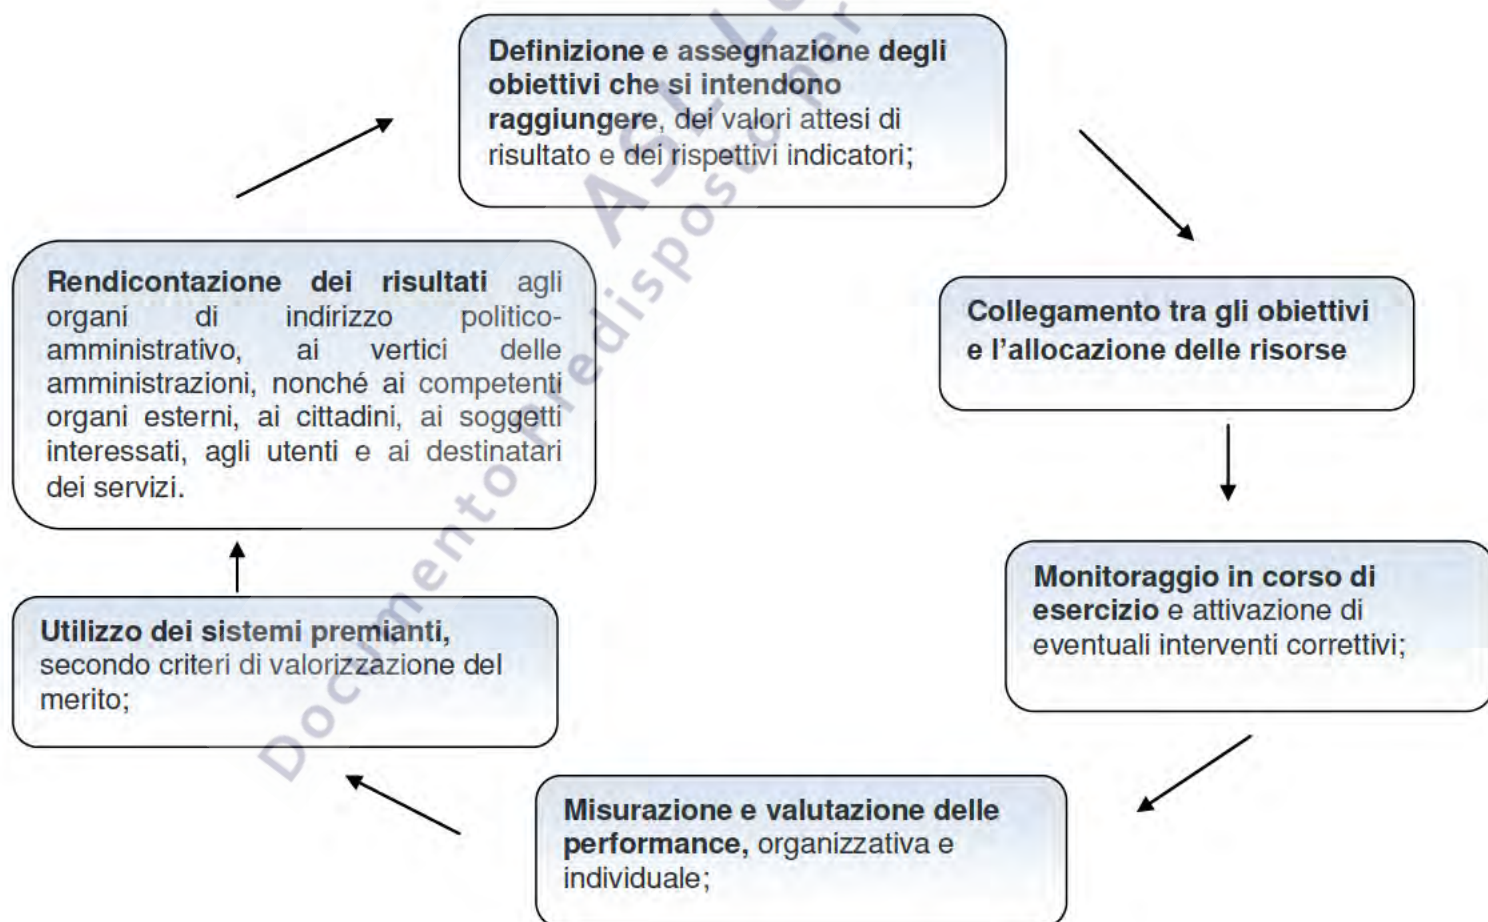 Definizione e assegnazione degli
obiettivi che si intendono
raggiungere, dei valori attesi di
risultato e dei rispettivi indicatori;
Collegamento tra gli obiettivi
e l'allocazione delle risorse
Monitoraggio in corso di
esercizio e attivazione di
eventuali interventi correttivi;
Misurazione e valutazione delle
performance, organizzativa e
individuale;
Utilizzo dei sistemi premianti,
secondo criteri di valorizzazione del
merito;
Rendicontazione dei risultati agli
organi di indirizzo politico-
amministrativo, ai vertici delle
amministrazioni, nonché ai competenti
organi esterni, ai cittadini, ai soggetti
interessati, agli utenti e ai destinatari
dei servizi.
ASL
Documento Predisposto per